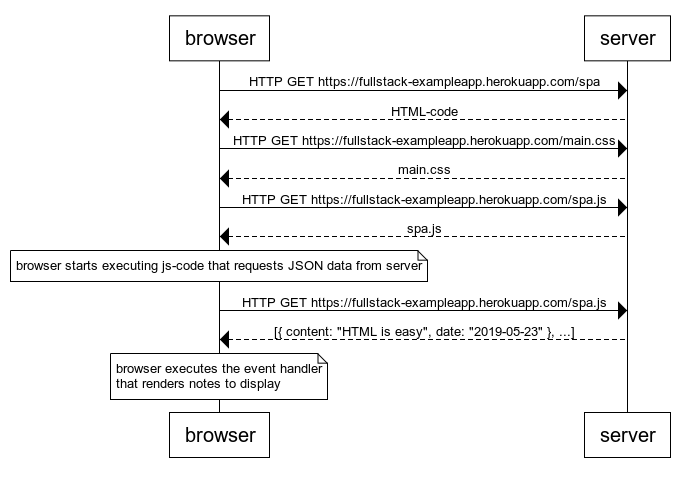 browser
server
HTTP GET https://fullstack-exampleapp.herokuapp.com/spa
HTML-code
HTTP GET https://fullstack-exampleapp.herokuapp.com/main.css
main.css
HTTP GET https://fullstack-exampleapp.herokuapp.com/spa.js
spa.js
browser starts executing js-code that requests JSON data from server
HTTP GET https://fullstack-exampleapp.herokuapp.com/spa.js
[{ content: "HTML is easy", date: "2019-05-23" }, ...]
browser executes the event handler
that renders notes to display
browser
server